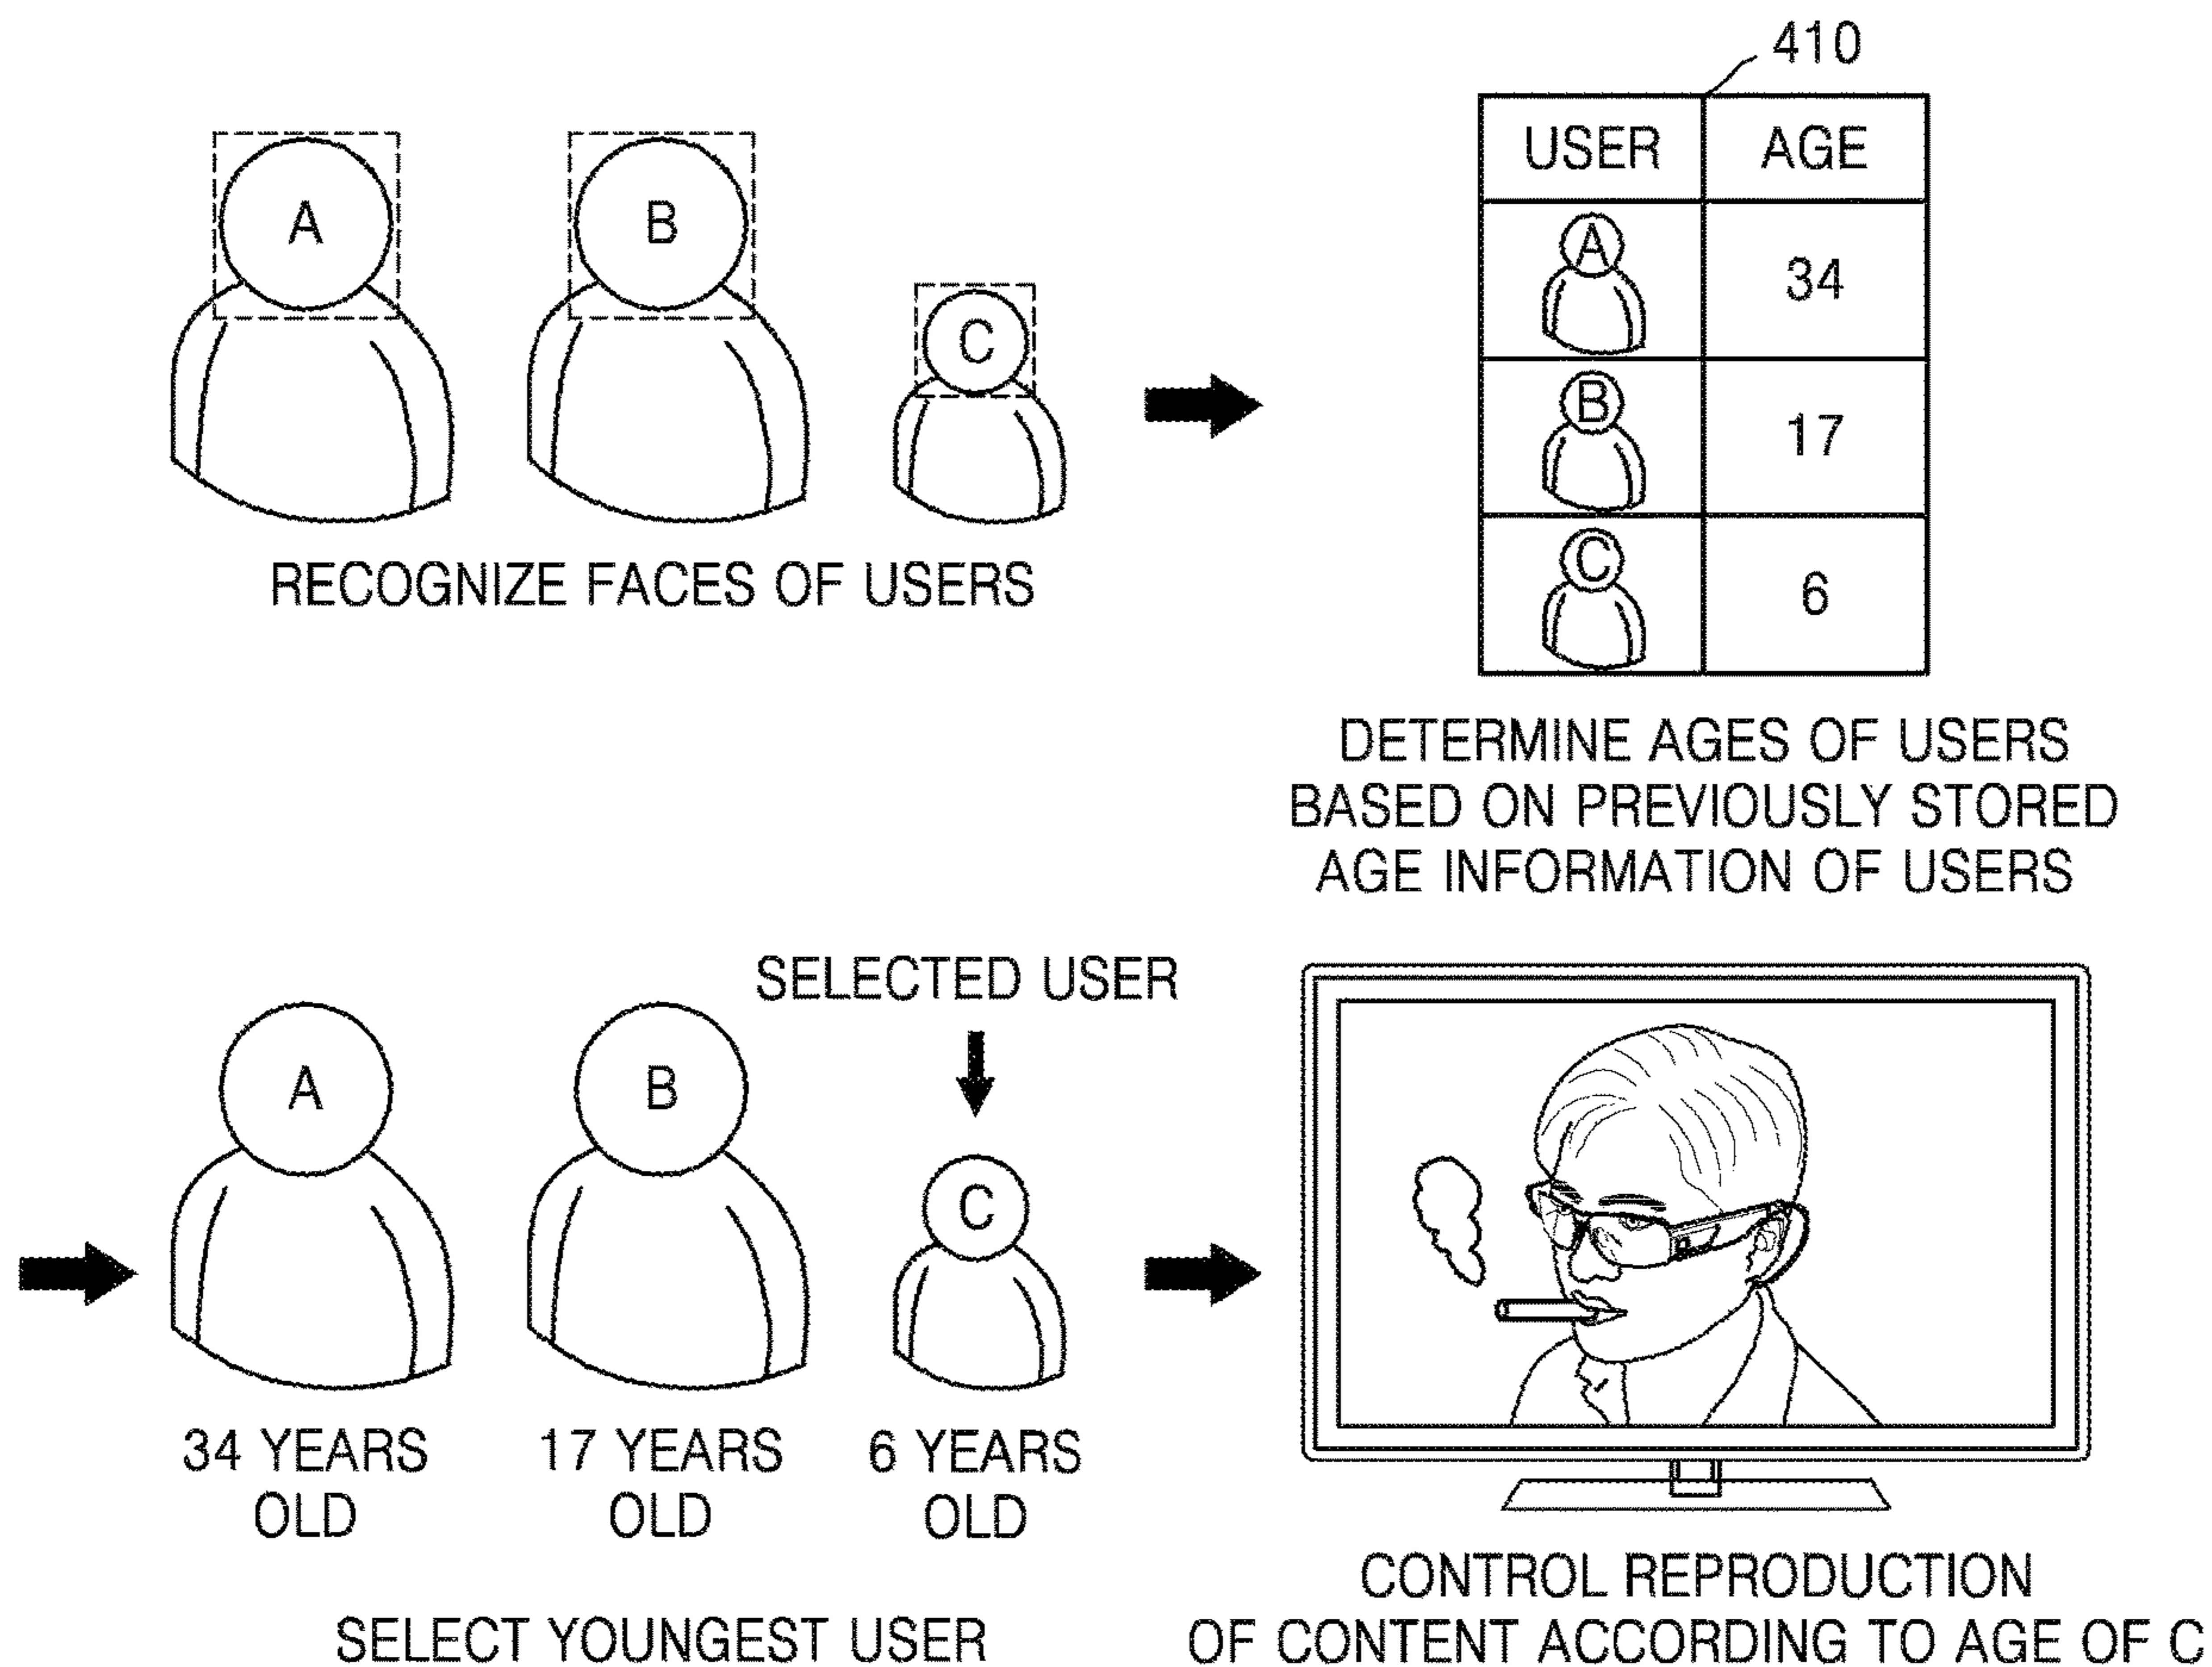 410
A
B
C
USER AGE
A 34
B 17
C 6
RECOGNIZE FACES OF USERS
DETERMINE AGES OF USERS
BASED ON PREVIOUSLY STORED
AGE INFORMATION OF USERS
SELECTED USER
A
B
C
34 YEARS
OLD
17 YEARS
OLD
6 YEARS
OLD
SELECT YOUNGEST USER
CONTROL REPRODUCTION
OF CONTENT ACCORDING TO AGE OF C